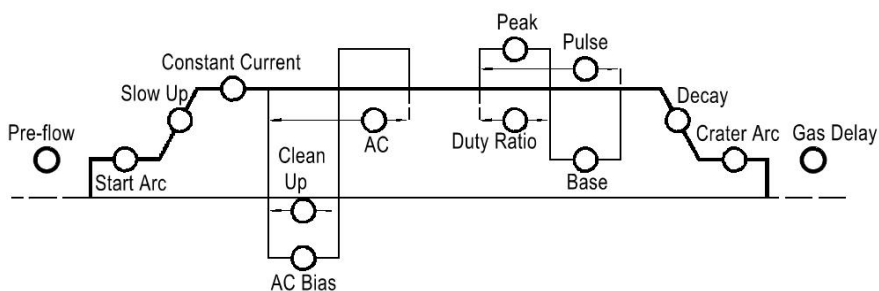 Peak
Pulse
Constant Current
Slow Up
Decay
Pre-flow
AC
Duty Ratio
Crater Arc
Gas Delay
Start Arc
Clean
Up
Base
AC Bias